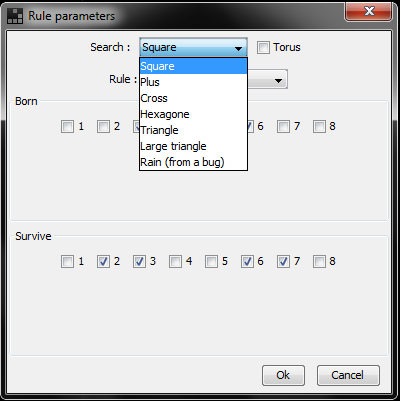 Rule parameters
Search : Square Torus
Square
Rule : Plus
Born Cross
1 2 Hexagone 6 7 8
Triangle
Large triangle
Rain (from a bug)
Survive
1 2 3 4 5 6 7 8
Ok Cancel